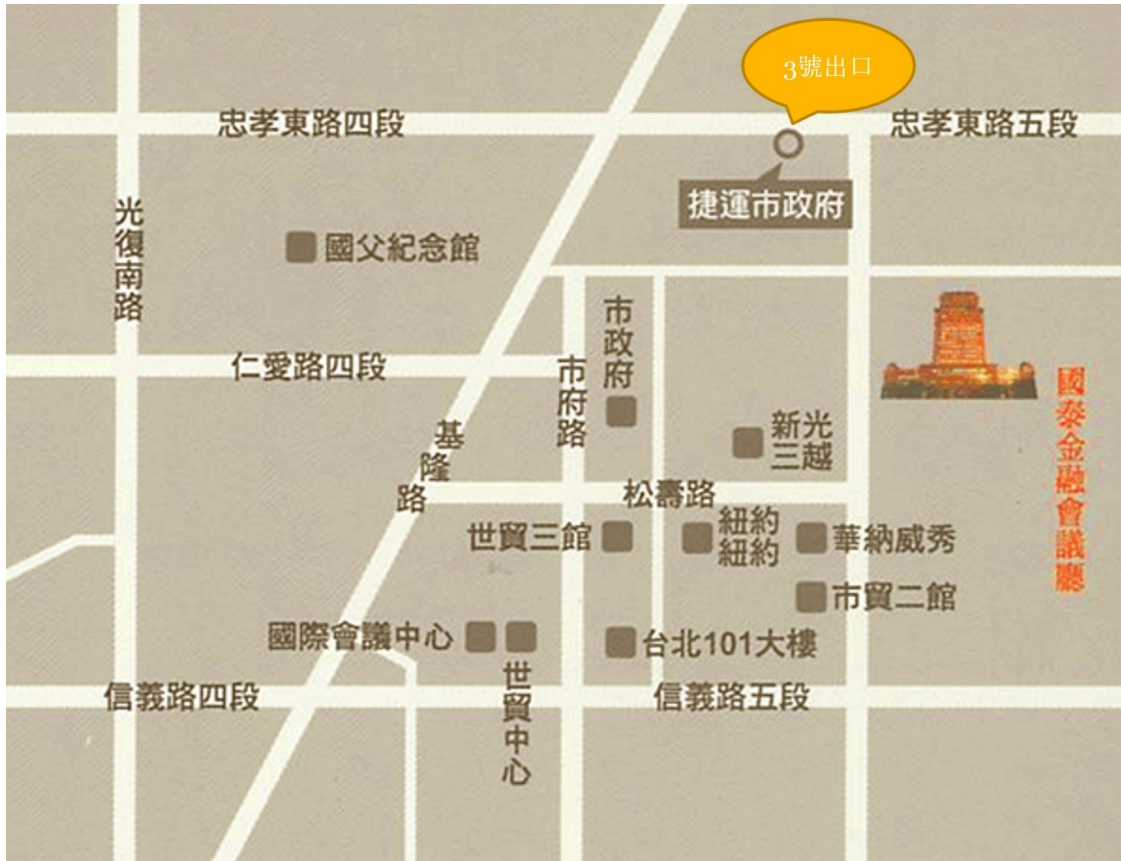 3號出口
忠孝東路四段
忠孝東路五段
捷運市政府
光復南路
國父紀念館
市政府
仁愛路四段
市府路
新光
三越
國泰金融會議廳
基隆路
松壽路
世貿三館
紐約
紐約
華納威秀
市貿二館
國際會議中心
台北101大樓
世貿中心
信義路四段
信義路五段